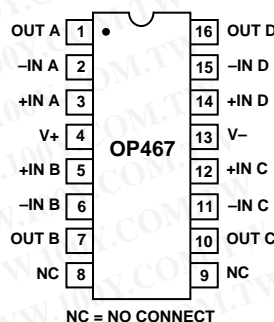 OUT A 1 16 OUT D
–IN A 2 15 –IN D
+IN A 3 14 +IN D
V+ 4 13 V–
OP467
+IN B 5 12 +IN C
–IN B 6 11 –IN C
OUT B 7 10 OUT C
NC 8 9 NC
NC = NO CONNECT